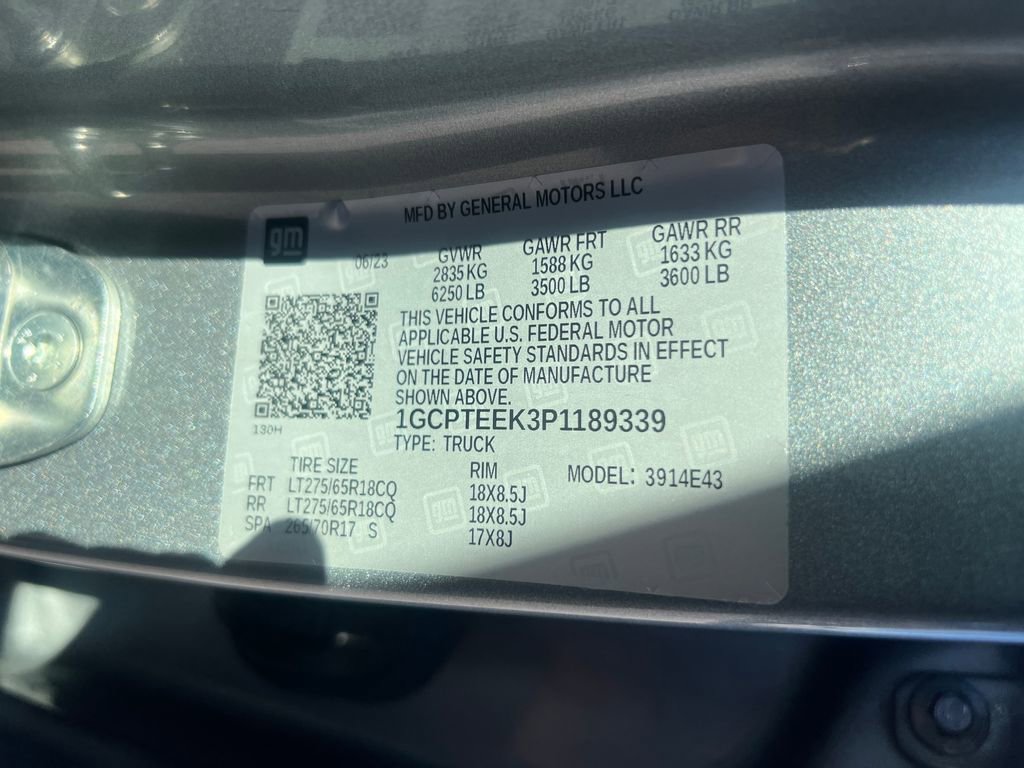 MFD BY GENERAL MOTORS LLC
gm
06/23
GVWR GAWR FRT GAWR RR
2835 KG 1588 KG 1633 KG
6250 LB 3500 LB 3600 LB
THIS VEHICLE CONFORMS TO ALL
APPLICABLE U.S. FEDERAL MOTOR
VEHICLE SAFETY STANDARDS IN EFFECT
ON THE DATE OF MANUFACTURE
SHOWN ABOVE.
1GCPTEEK3P1189339
TYPE: TRUCK
TIRE SIZE RIM MODEL: 3914E43
FRT LT275/65R18CQ 18X8.5J
RR LT275/65R18CQ 18X8.5J
SPA 265/70R17 S 17X8J